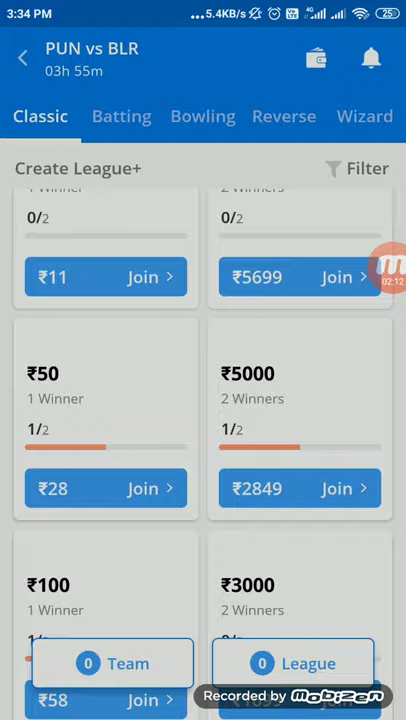 3:34 PM ...5.4KB/s 4G 25
PUN vs BLR
03h 55m
Classic Batting Bowling Reverse Wizard
Create League+ Filter
1 Winner 2 Winners
0/2 0/2
₹11 Join > ₹5699 Join >
02:12
₹50 ₹5000
1 Winner 2 Winners
1/2 1/2
₹28 Join > ₹2849 Join >
₹100 ₹3000
1 Winner 2 Winners
0 Team 0 League
Recorded by MOBIZEN
₹58 Join >